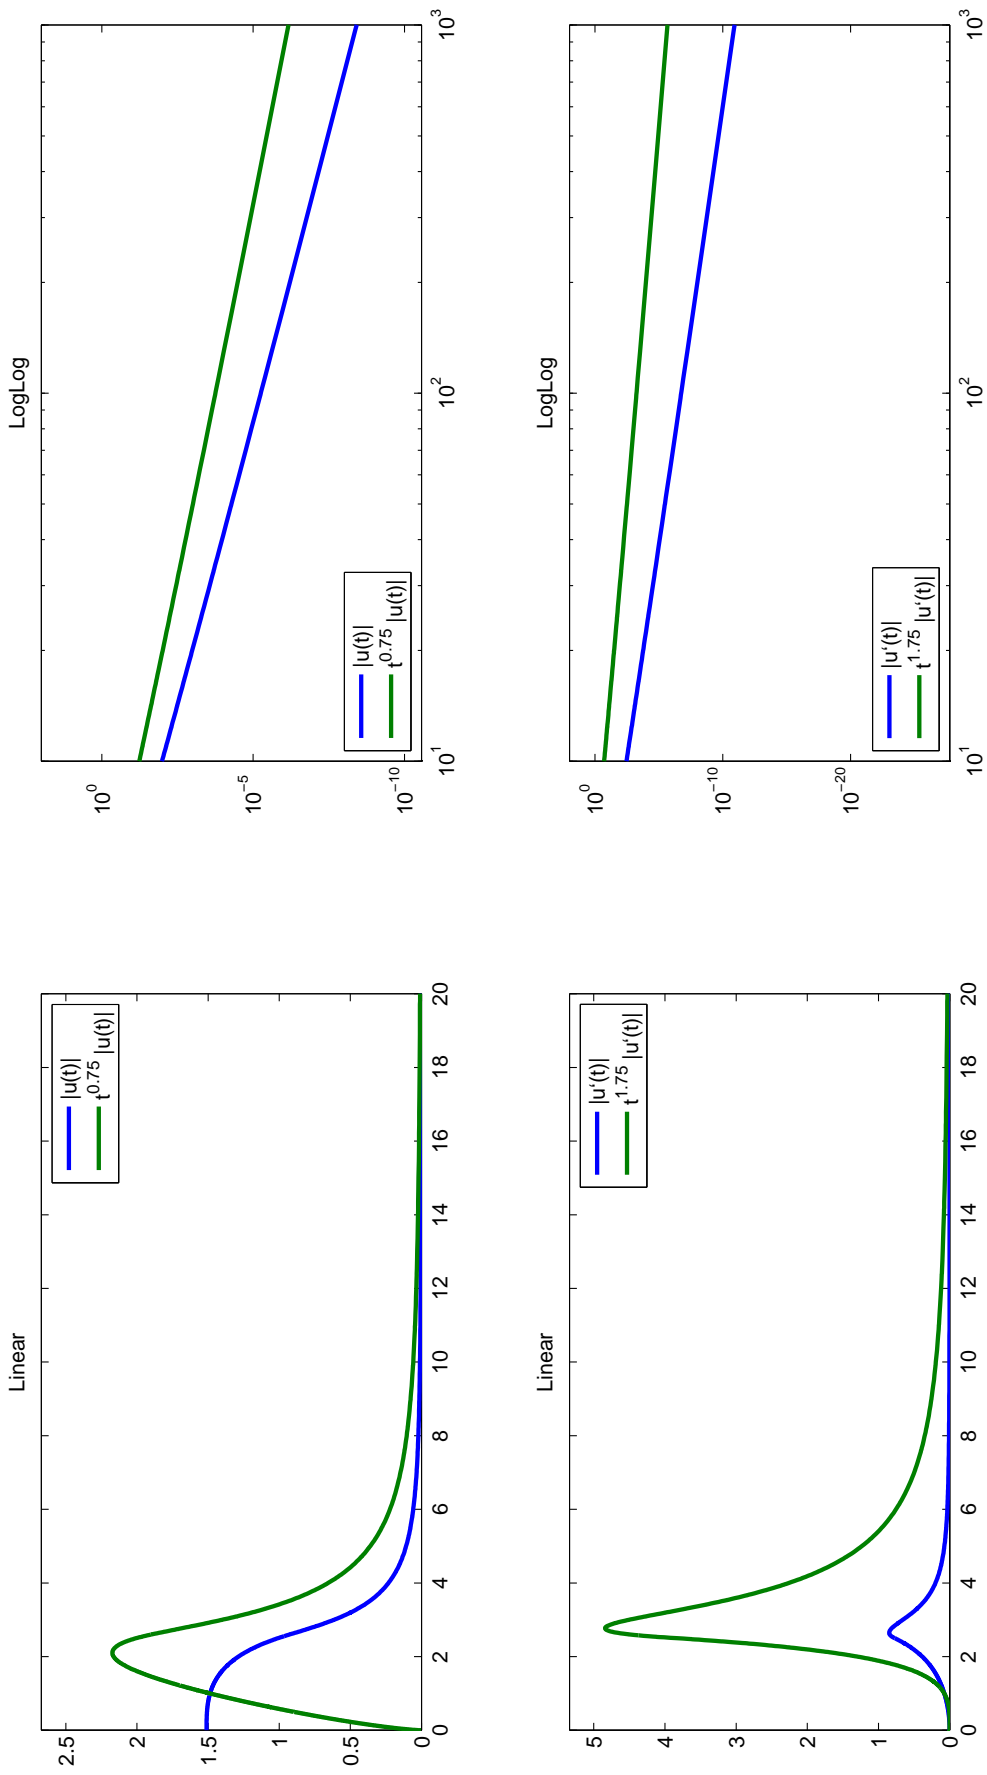 Linear
2.5
2
1.5
1
0.5
0
0 2 4 6 8 10 12 14 16 18 20
|u(t)|
t^0.75 |u(t)|
LogLog
10^0
10^−5
10^−10
10^1 10^2 10^3
|u(t)|
t^0.75 |u(t)|
Linear
5
4
3
2
1
0
0 2 4 6 8 10 12 14 16 18 20
|u‘(t)|
t^1.75 |u‘(t)|
LogLog
10^0
10^−10
10^−20
10^1 10^2 10^3
|u‘(t)|
t^1.75 |u‘(t)|